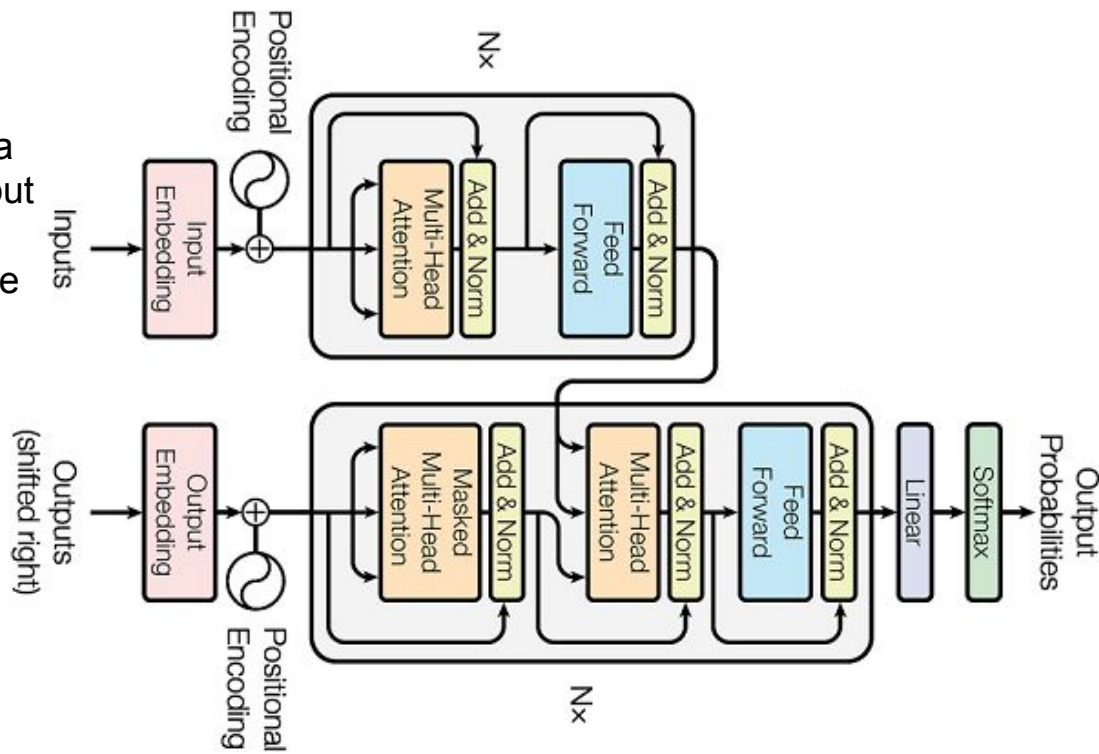 a
out
e
Inputs
Input
Embedding
Positional
Encoding
Nx
Multi-Head
Attention
Add & Norm
Feed
Forward
Add & Norm
Outputs
(shifted right)
Output
Embedding
Positional
Encoding
Masked
Multi-Head
Attention
Add & Norm
Multi-Head
Attention
Add & Norm
Feed
Forward
Add & Norm
Nx
Linear
Softmax
Output
Probabilities